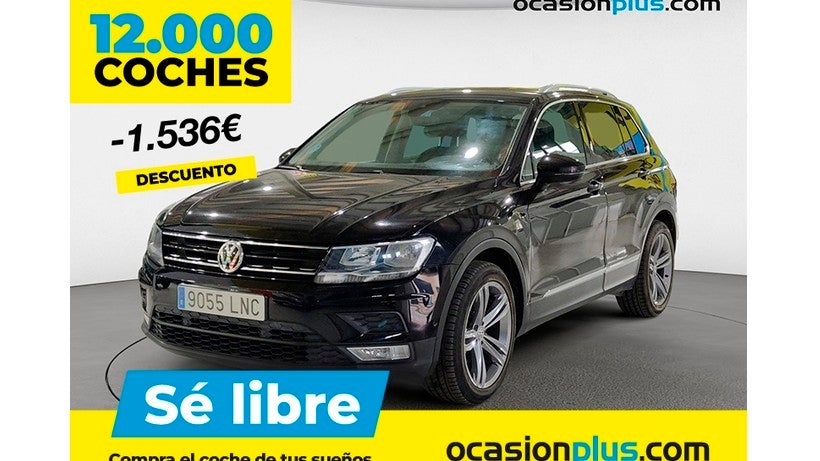 ocasionplus.com
12.000
COCHES
-1.536€
DESCUENTO
9055 LNC
Sé libre
Compra el coche de tus sueños
ocasionplus.com